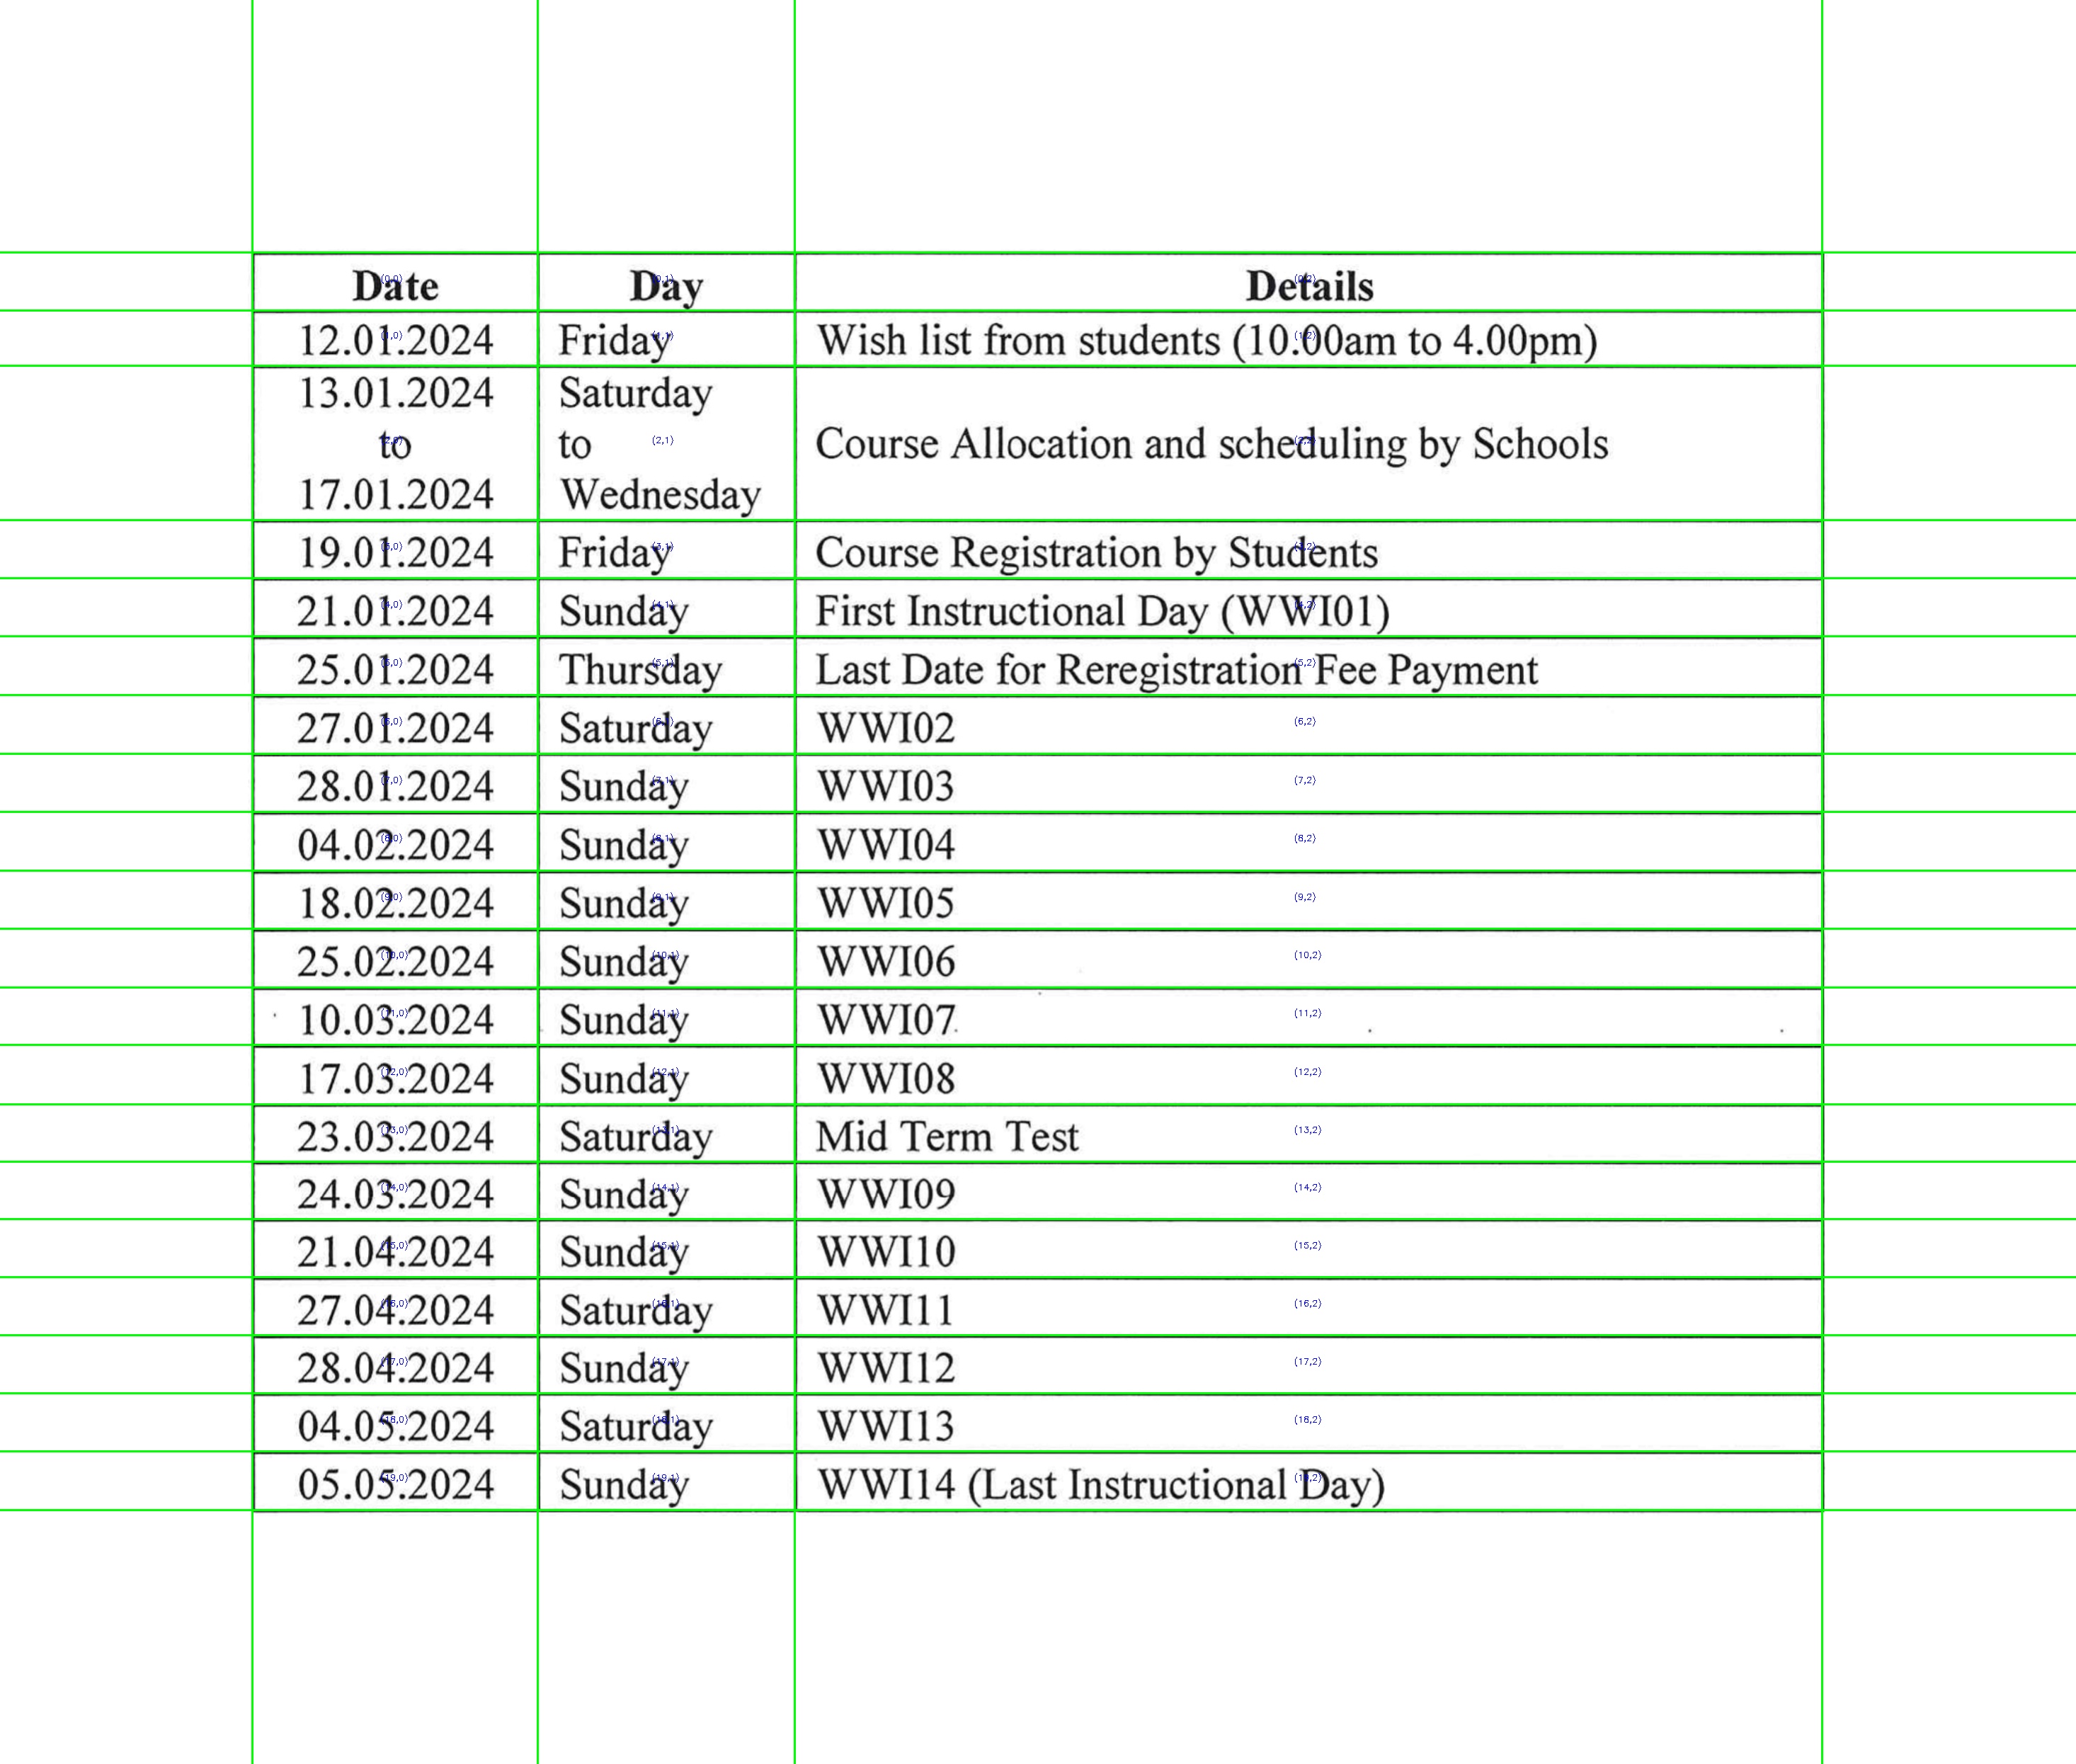 Date Day Details
12.01.2024 Friday Wish list from students (10.00am to 4.00pm)
13.01.2024 Saturday
to to Course Allocation and scheduling by Schools
17.01.2024 Wednesday
19.01.2024 Friday Course Registration by Students
21.01.2024 Sunday First Instructional Day (WWI01)
25.01.2024 Thursday Last Date for Reregistration Fee Payment
27.01.2024 Saturday WWI02
28.01.2024 Sunday WWI03
04.02.2024 Sunday WWI04
18.02.2024 Sunday WWI05
25.02.2024 Sunday WWI06
10.03.2024 Sunday WWI07
17.03.2024 Sunday WWI08
23.03.2024 Saturday Mid Term Test
24.03.2024 Sunday WWI09
21.04.2024 Sunday WWI10
27.04.2024 Saturday WWI11
28.04.2024 Sunday WWI12
04.05.2024 Saturday WWI13
05.05.2024 Sunday WWI14 (Last Instructional Day)